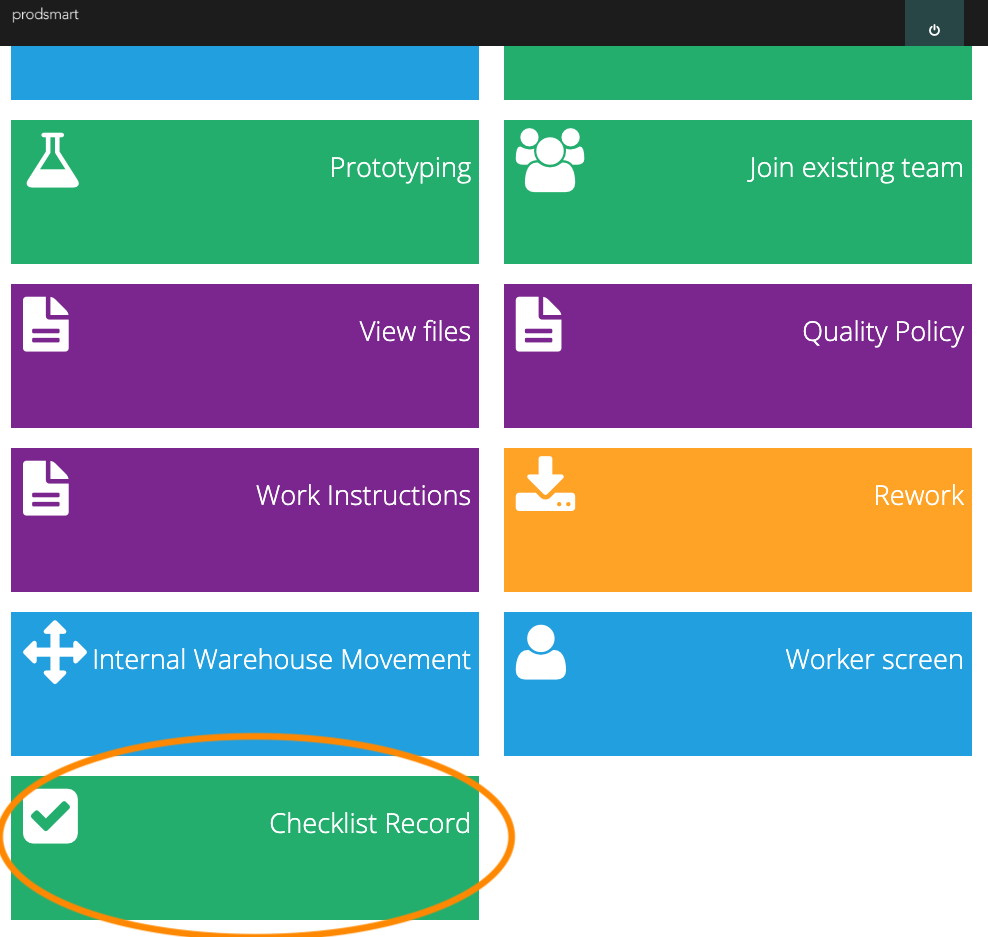 prodsmart
Prototyping
Join existing team
View files
Quality Policy
Work Instructions
Rework
Internal Warehouse Movement
Worker screen
Checklist Record